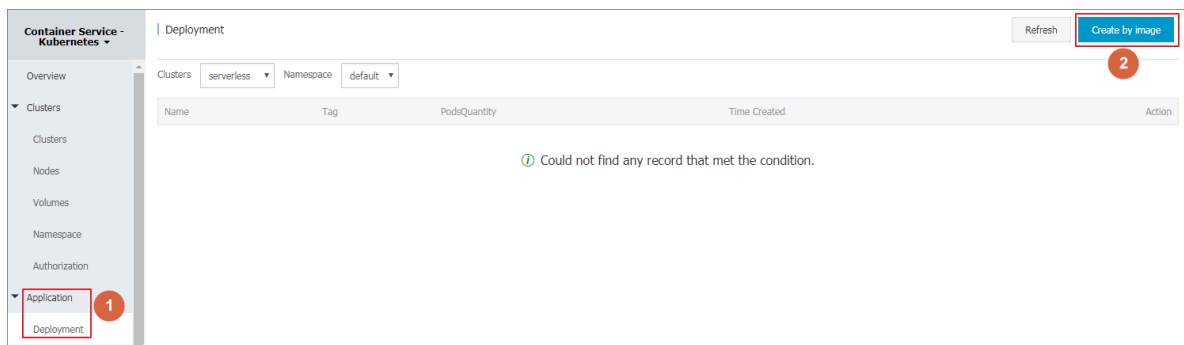 Container Service -
Kubernetes
Deployment
Refresh
Create by image
2
Overview
Clusters serverless Namespace default
Clusters
Name Tag PodsQuantity Time Created Action
Clusters
Could not find any record that met the condition.
Nodes
Volumes
Namespace
Authorization
Application
1
Deployment